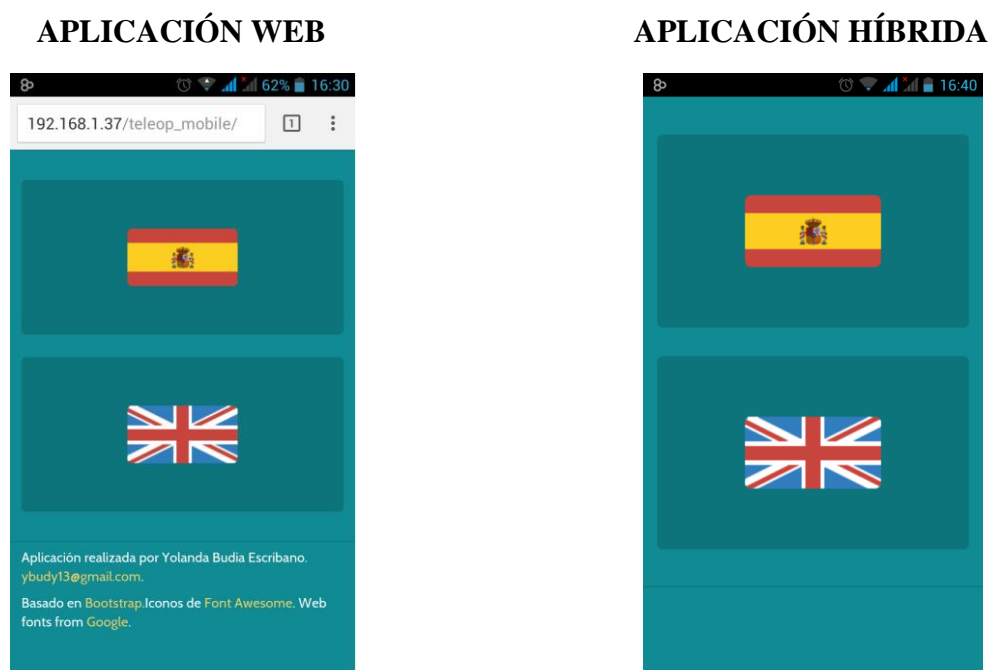 APLICACIÓN WEB
APLICACIÓN HÍBRIDA
62% 16:30
192.168.1.37/teleop_mobile/
1
Aplicación realizada por Yolanda Budia Escribano.
ybudy13@gmail.com.
Basado en Bootstrap.Iconos de Font Awesome. Web
fonts from Google.
16:40